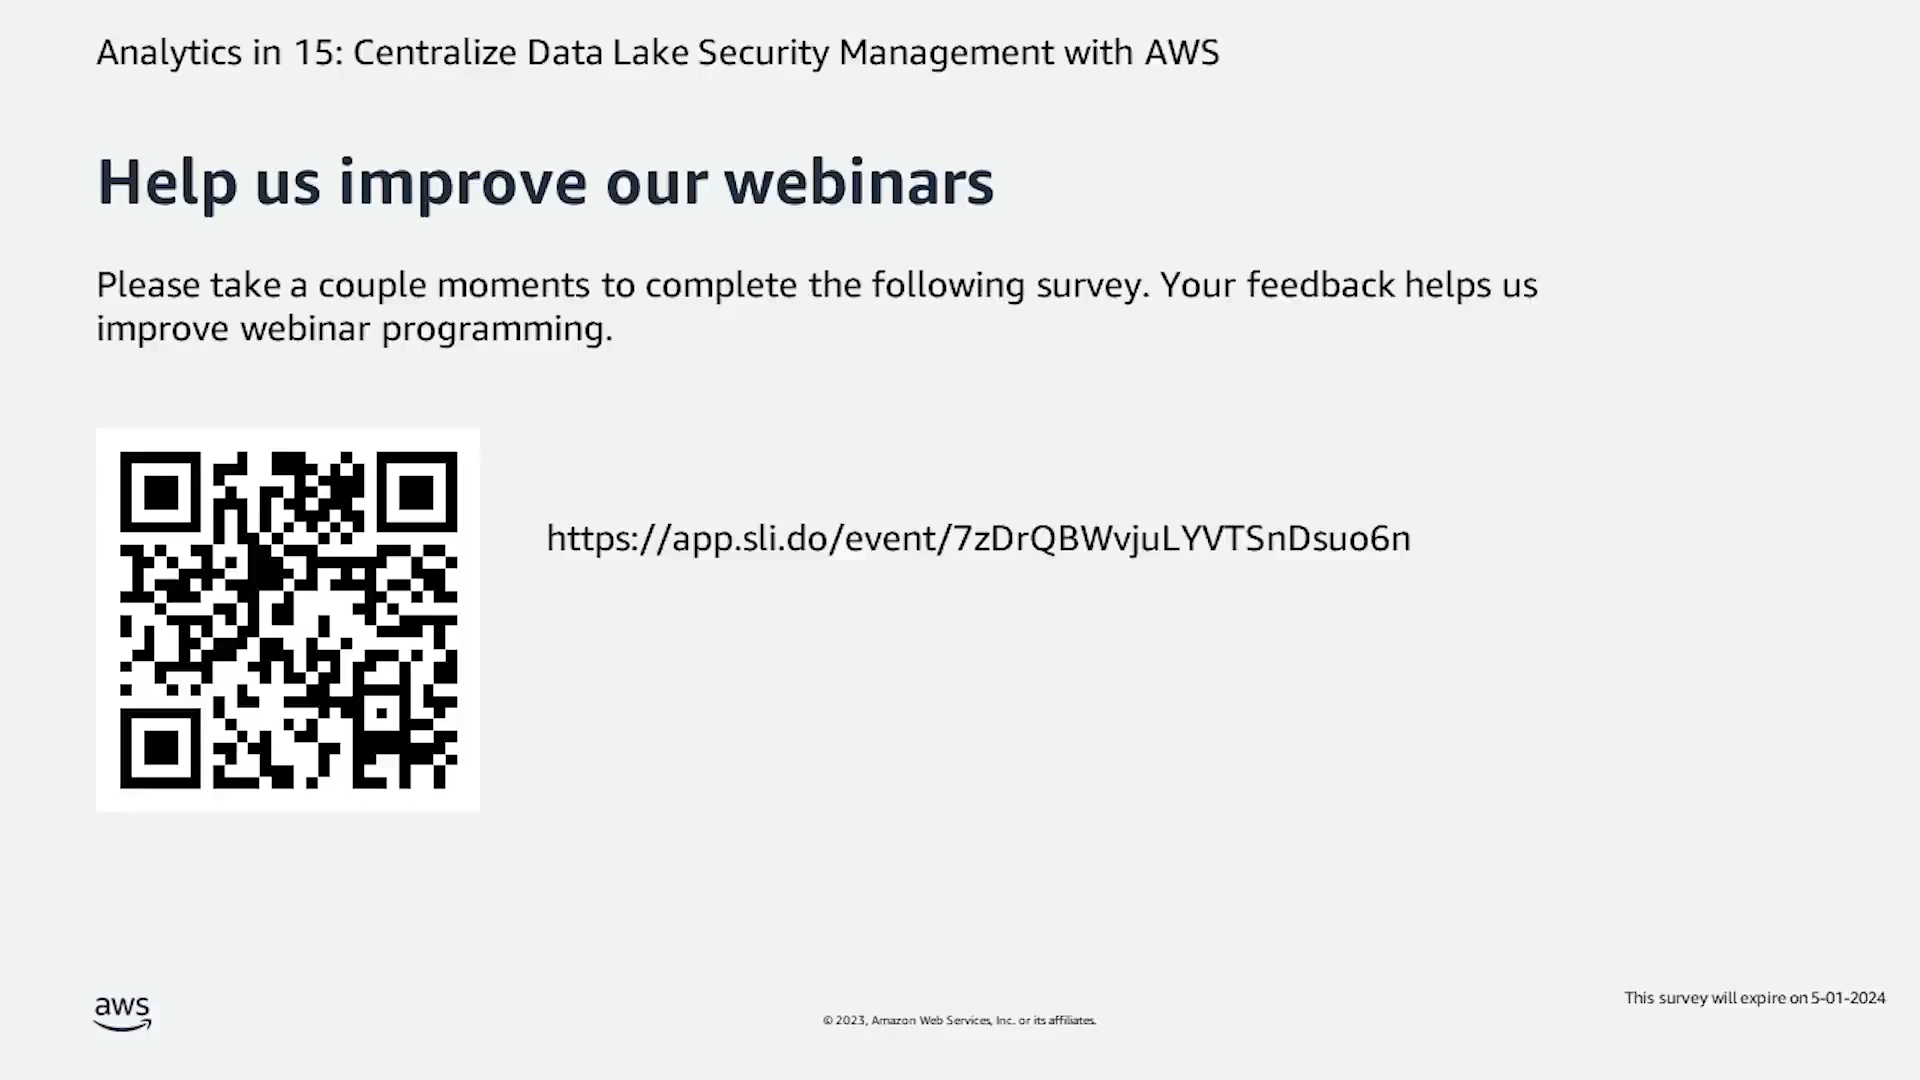 Analytics in 15: Centralize Data Lake Security Management with AWS
Help us improve our webinars
Please take a couple moments to complete the following survey. Your feedback helps us
improve webinar programming.
https://app.sli.do/event/7zDrQBWvjuLYVTSnDsuo6n
This survey will expire on 5-01-2024
aws
© 2023, Amazon Web Services, Inc. or its affiliates.